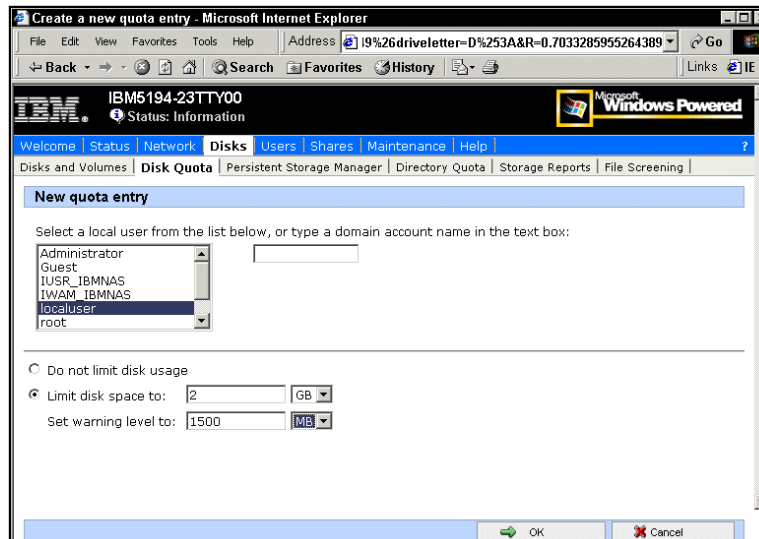 Create a new quota entry - Microsoft Internet Explorer
File Edit View Favorites Tools Help Address l9%26driveletter=D%253A&R=0.7033285955264389 Go
Back Search Favorites History Links IE
IBM. IBM5194-23TTY00 Microsoft
Status: Information Windows Powered
Welcome | Status | Network | Disks | Users | Shares | Maintenance | Help | ?
Disks and Volumes | Disk Quota | Persistent Storage Manager | Directory Quota | Storage Reports | File Screening |
New quota entry
Select a local user from the list below, or type a domain account name in the text box:
Administrator
Guest
IUSR_IBMNAS
IWAM_IBMNAS
localuser
root
Do not limit disk usage
Limit disk space to: 2 GB
Set warning level to: 1500 MB
OK Cancel